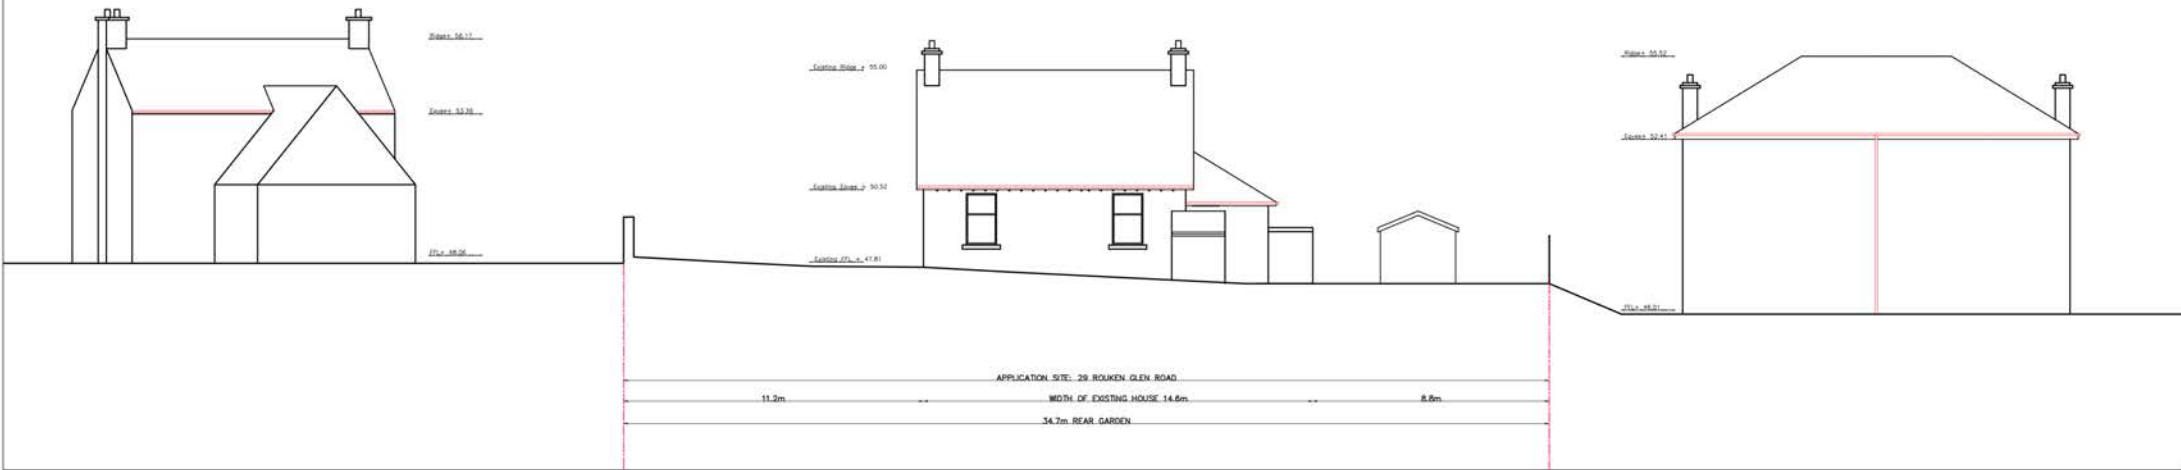 Ridge= 56.17
Eaves= 53.38
FFL= 48.06
Existing Ridge = 55.00
Existing Eaves = 50.52
Existing FFL = 47.81
Ridge= 55.52
Eaves= 52.41
FFL=
APPLICATION SITE: 29 ROUKEN GLEN ROAD
11.2m
WIDTH OF EXISTING HOUSE 14.6m
8.8m
34.7m REAR GARDEN